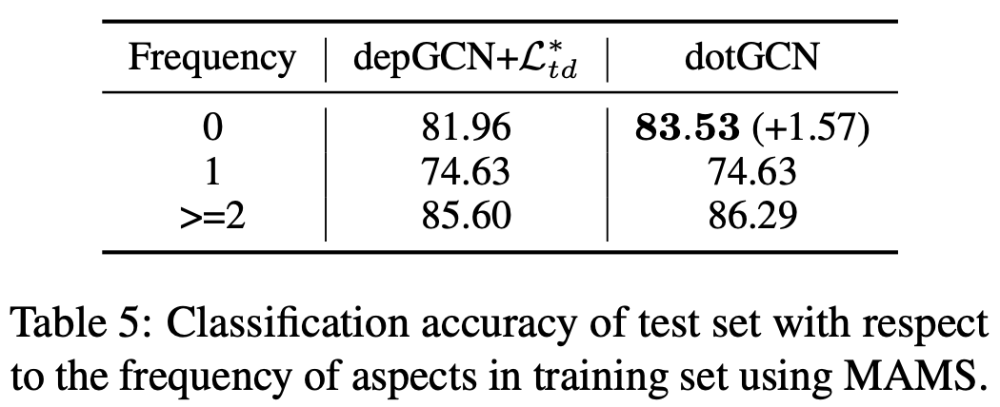 Frequency depGCN+ℒ*td dotGCN
0 81.96 83.53 (+1.57)
1 74.63 74.63
>=2 85.60 86.29
Table 5: Classification accuracy of test set with respect
to the frequency of aspects in training set using MAMS.